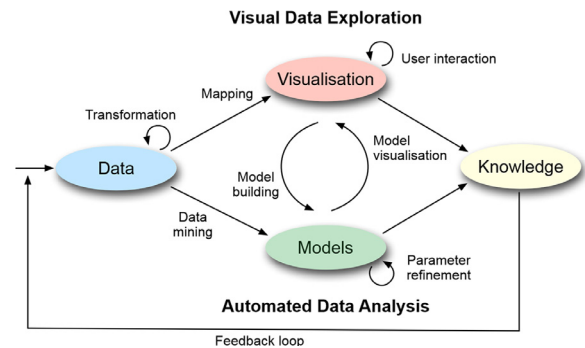 Visual Data Exploration
Visualisation
User interaction
Mapping
Transformation
Data
Model
building
Model
visualisation
Knowledge
Data
mining
Models
Parameter
refinement
Automated Data Analysis
Feedback loop